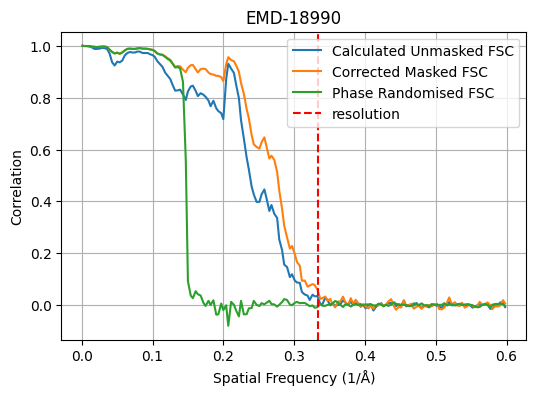 EMD-18990
Calculated Unmasked FSC
Corrected Masked FSC
Phase Randomised FSC
resolution
Correlation
1.0
0.8
0.6
0.4
0.2
0.0
0.0 0.1 0.2 0.3 0.4 0.5 0.6
Spatial Frequency (1/Å)